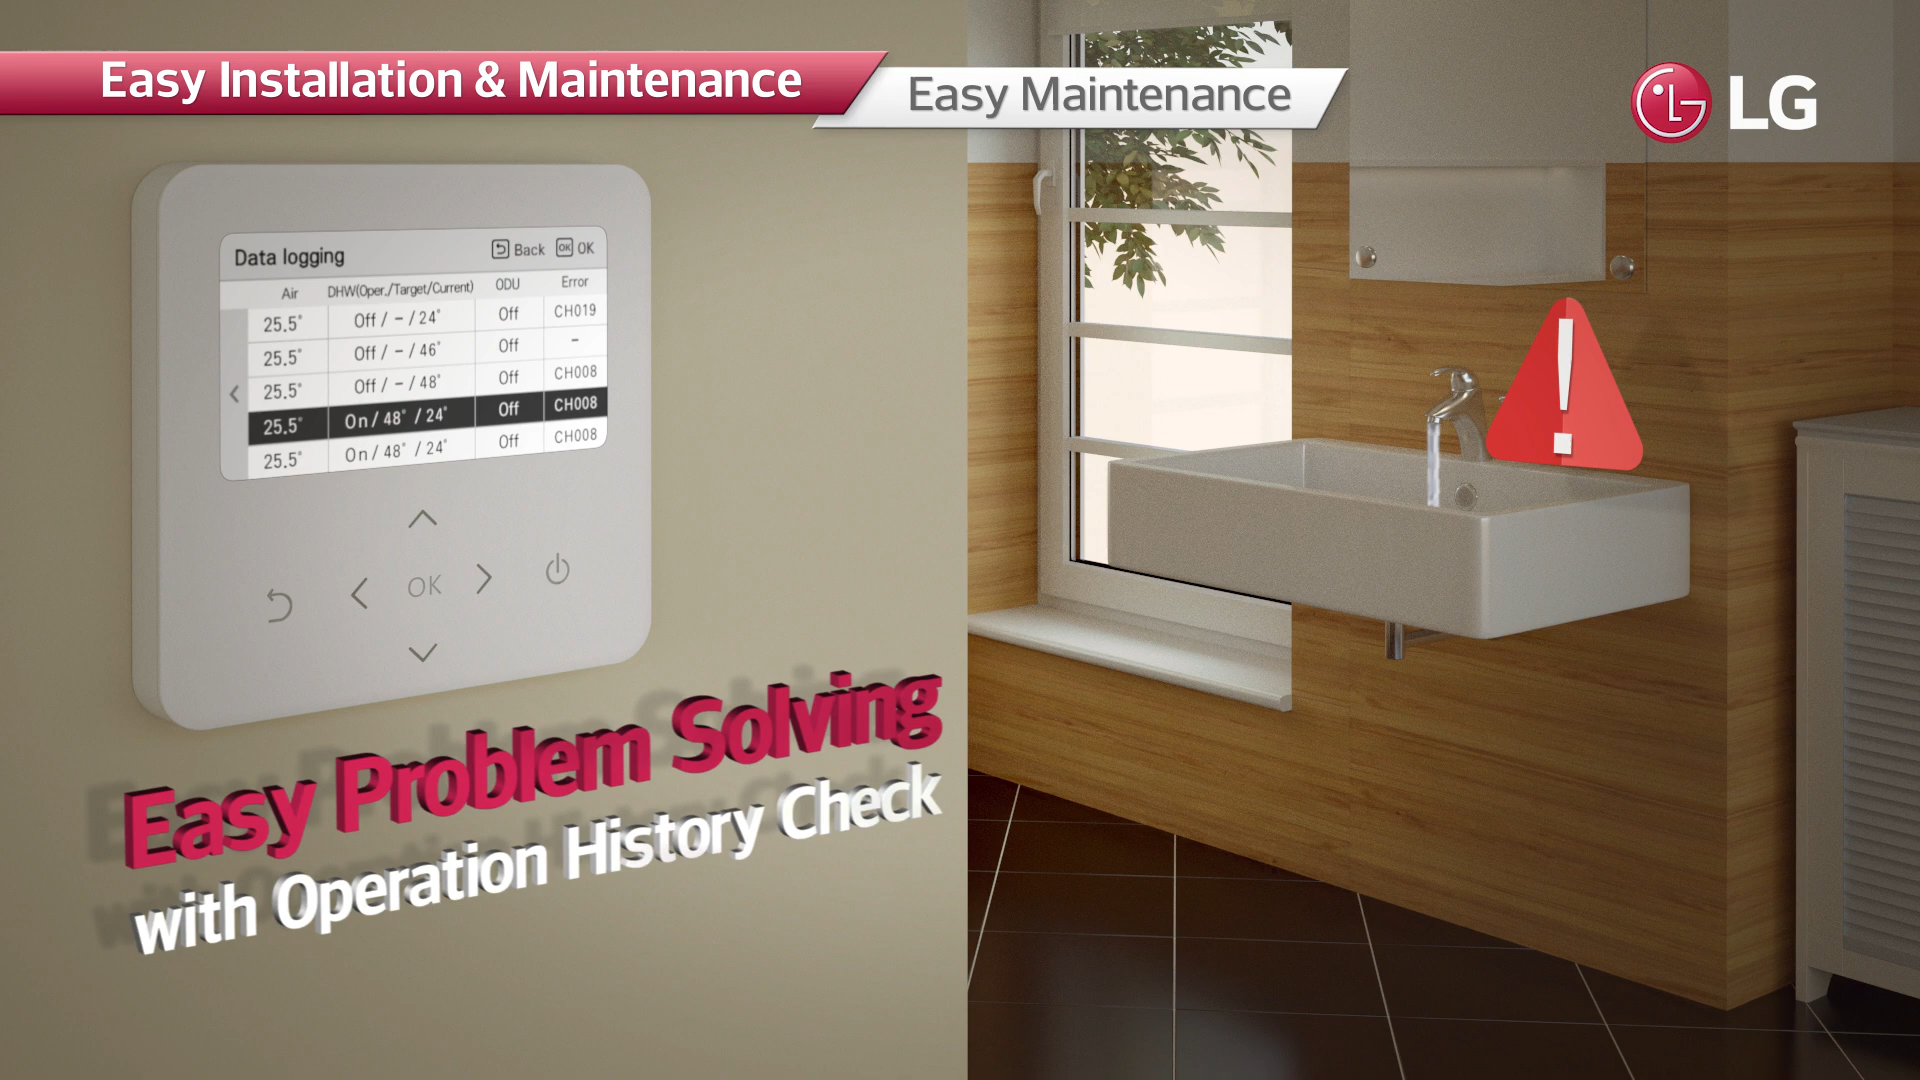 Easy Installation & Maintenance
Easy Maintenance
LG
Data logging Back OK OK
Air DHW(Oper./Target/Current) ODU Error
25.5° Off / - / 24° Off CH019
25.5° Off / - / 46° Off -
25.5° Off / - / 48° Off CH008
25.5° On / 48° / 24° Off CH008
25.5° On / 48° / 24° Off CH008
OK
Easy Problem Solving
with Operation History Check